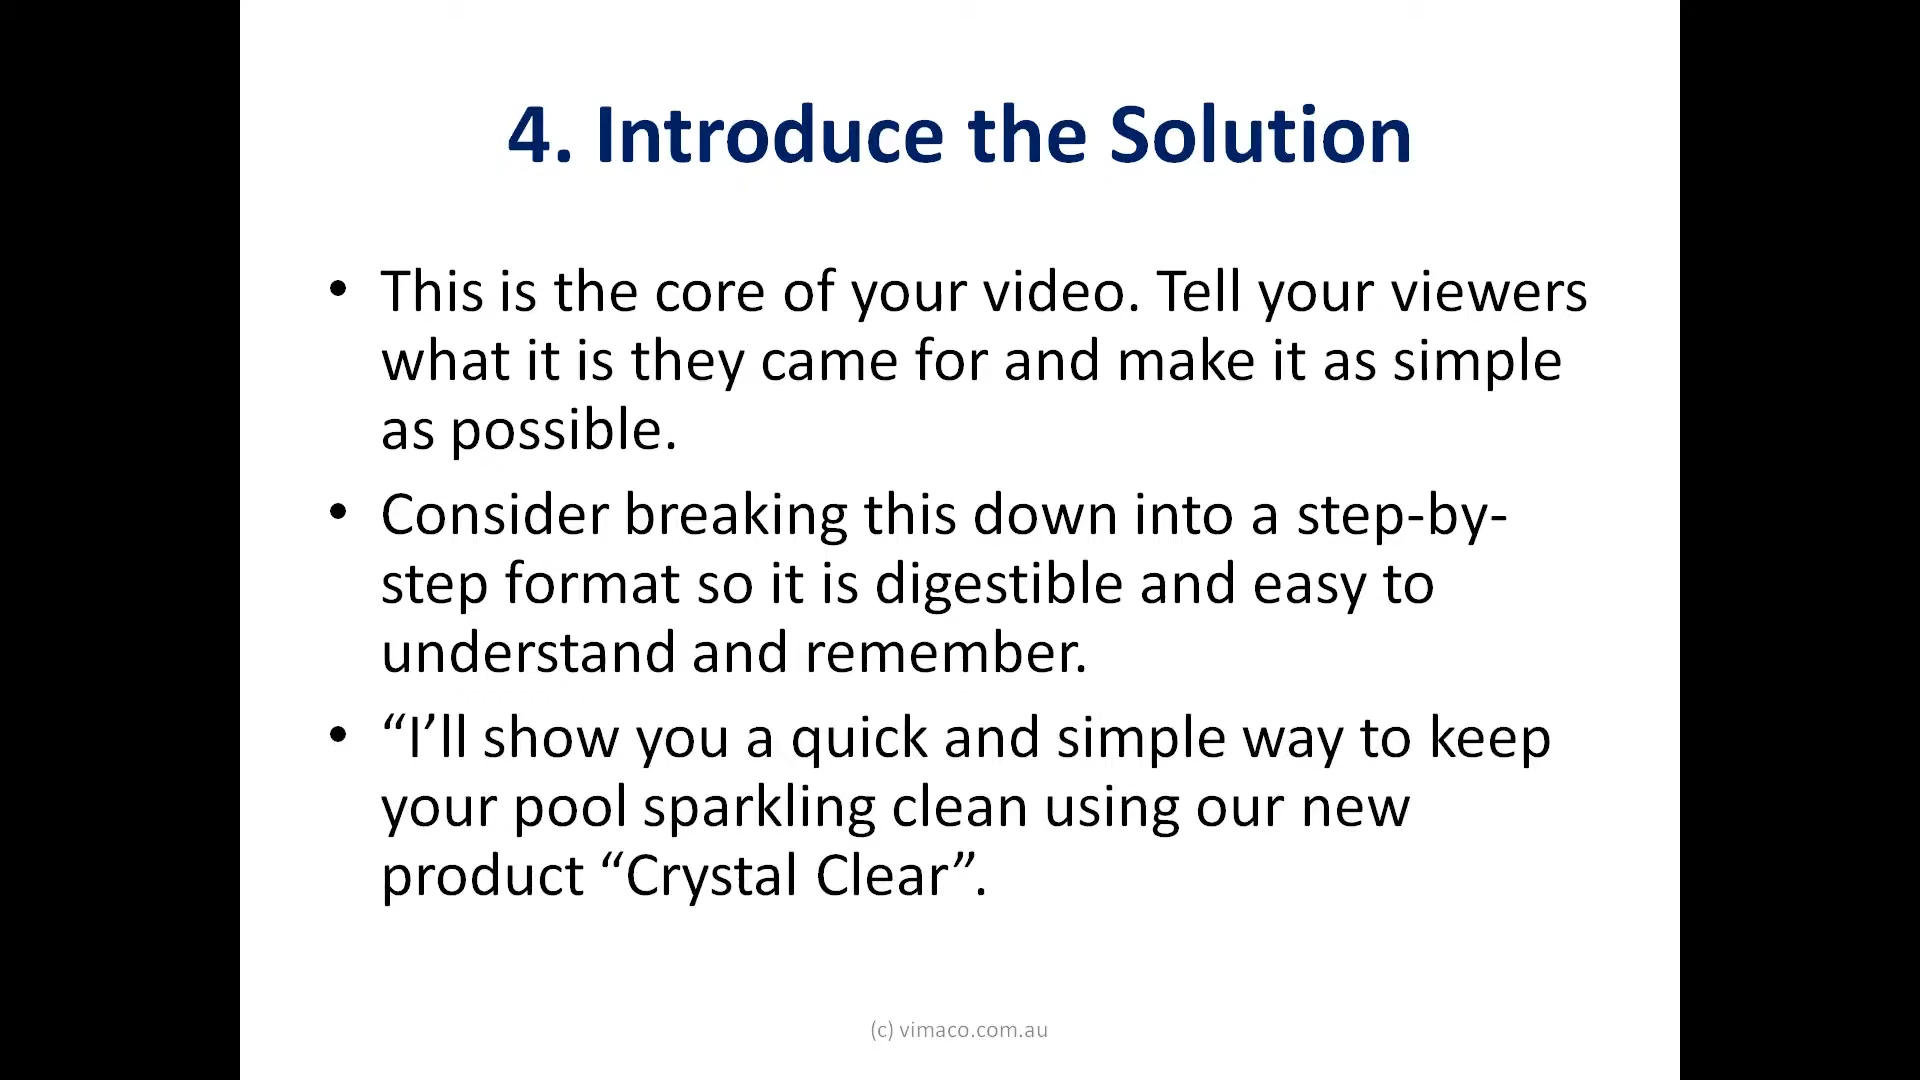 4. Introduce the Solution
• This is the core of your video. Tell your viewers
what it is they came for and make it as simple
as possible.
• Consider breaking this down into a step-by-
step format so it is digestible and easy to
understand and remember.
• “I’ll show you a quick and simple way to keep
your pool sparkling clean using our new
product “Crystal Clear”.
(c) vimaco.com.au